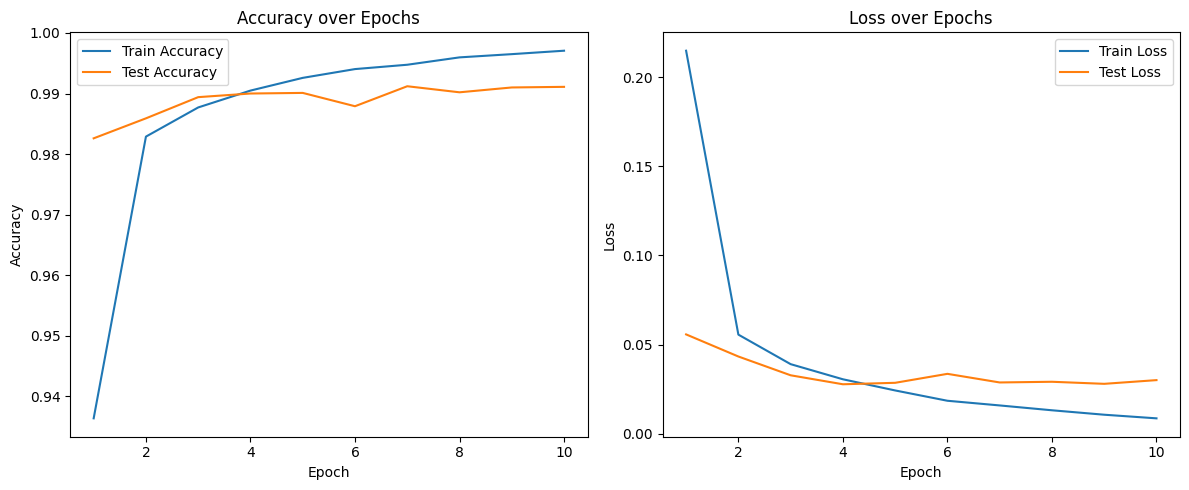 Accuracy over Epochs
1.00
0.99
0.98
0.97
0.96
0.95
0.94
Accuracy
Train Accuracy
Test Accuracy
2 4 6 8 10
Epoch
Loss over Epochs
0.20
0.15
0.10
0.05
0.00
Loss
Train Loss
Test Loss
2 4 6 8 10
Epoch